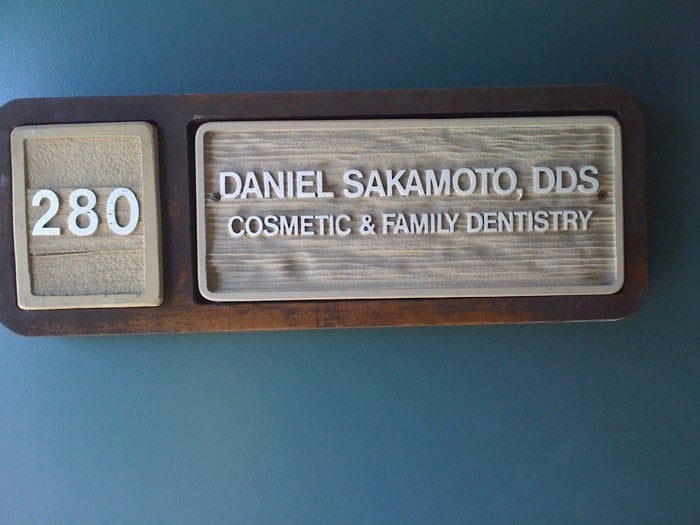 280
DANIEL SAKAMOTO, DDS
COSMETIC & FAMILY DENTISTRY